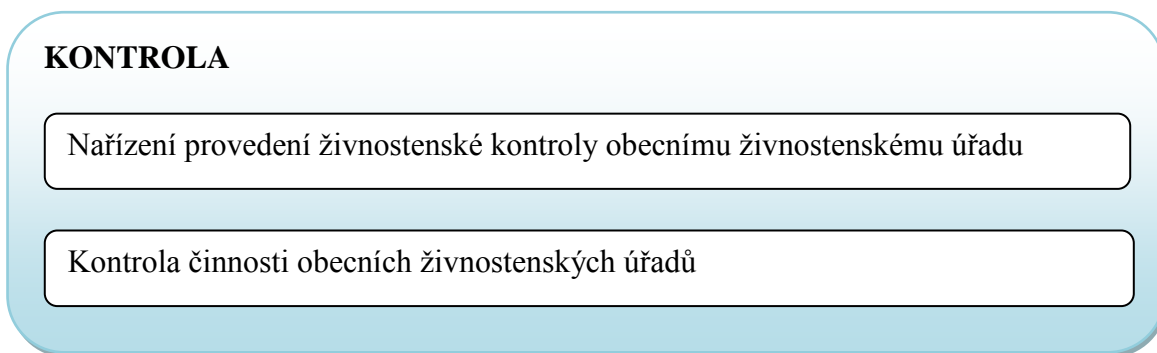 KONTROLA
Nařízení provedení živnostenské kontroly obecnímu živnostenskému úřadu
Kontrola činnosti obecních živnostenských úřadů